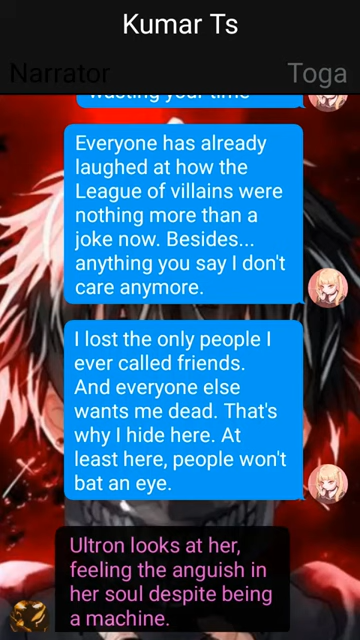 Kumar Ts
Narrator
Toga
wasting your time
Everyone has already
laughed at how the
League of villains were
nothing more than a
joke now. Besides...
anything you say I don't
care anymore.
I lost the only people I
ever called friends.
And everyone else
wants me dead. That's
why I hide here. At
least here, people won't
bat an eye.
Ultron looks at her,
feeling the anguish in
her soul despite being
a machine.